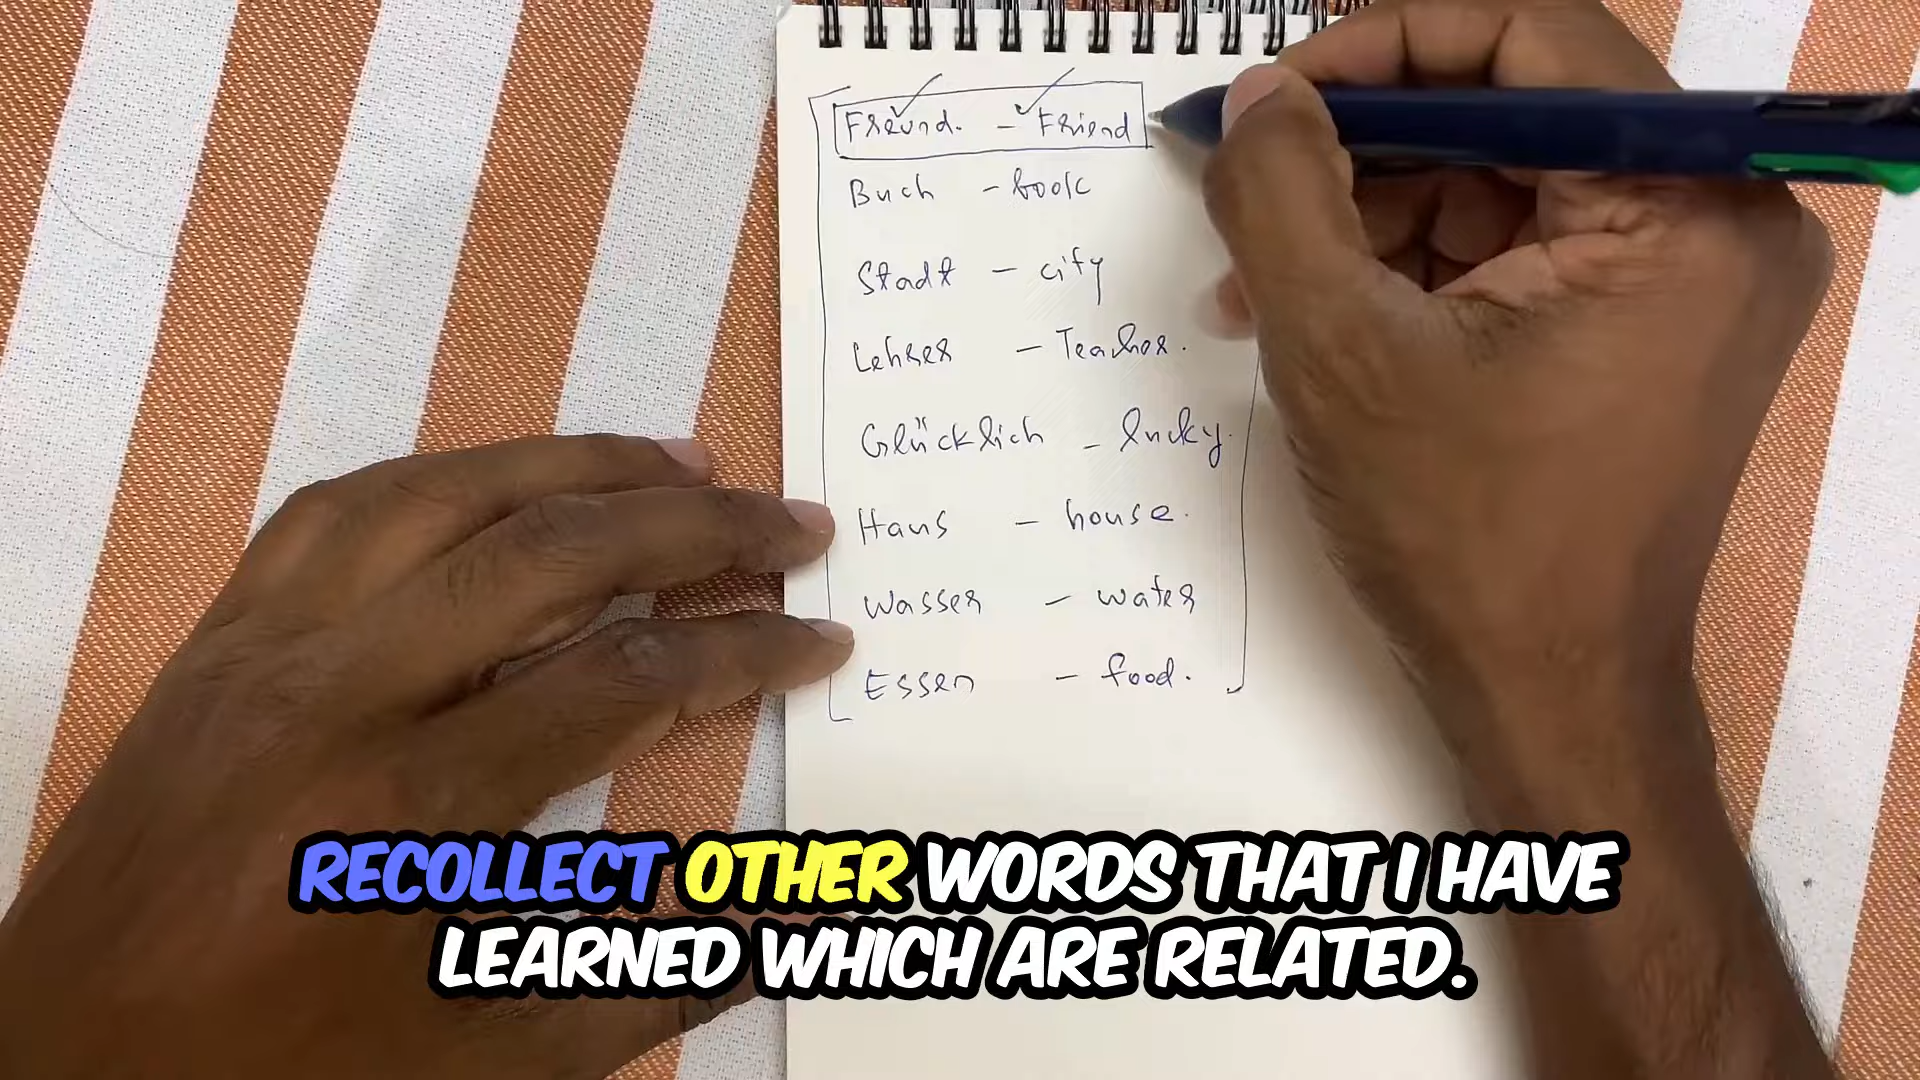 Freund. - Friend
Buch - book
Stadt - city
Lehrer - Teacher.
Glücklich - lucky.
Haus - house.
Wasser - water
Essen - food.
RECOLLECT OTHER WORDS THAT I HAVE
LEARNED WHICH ARE RELATED.